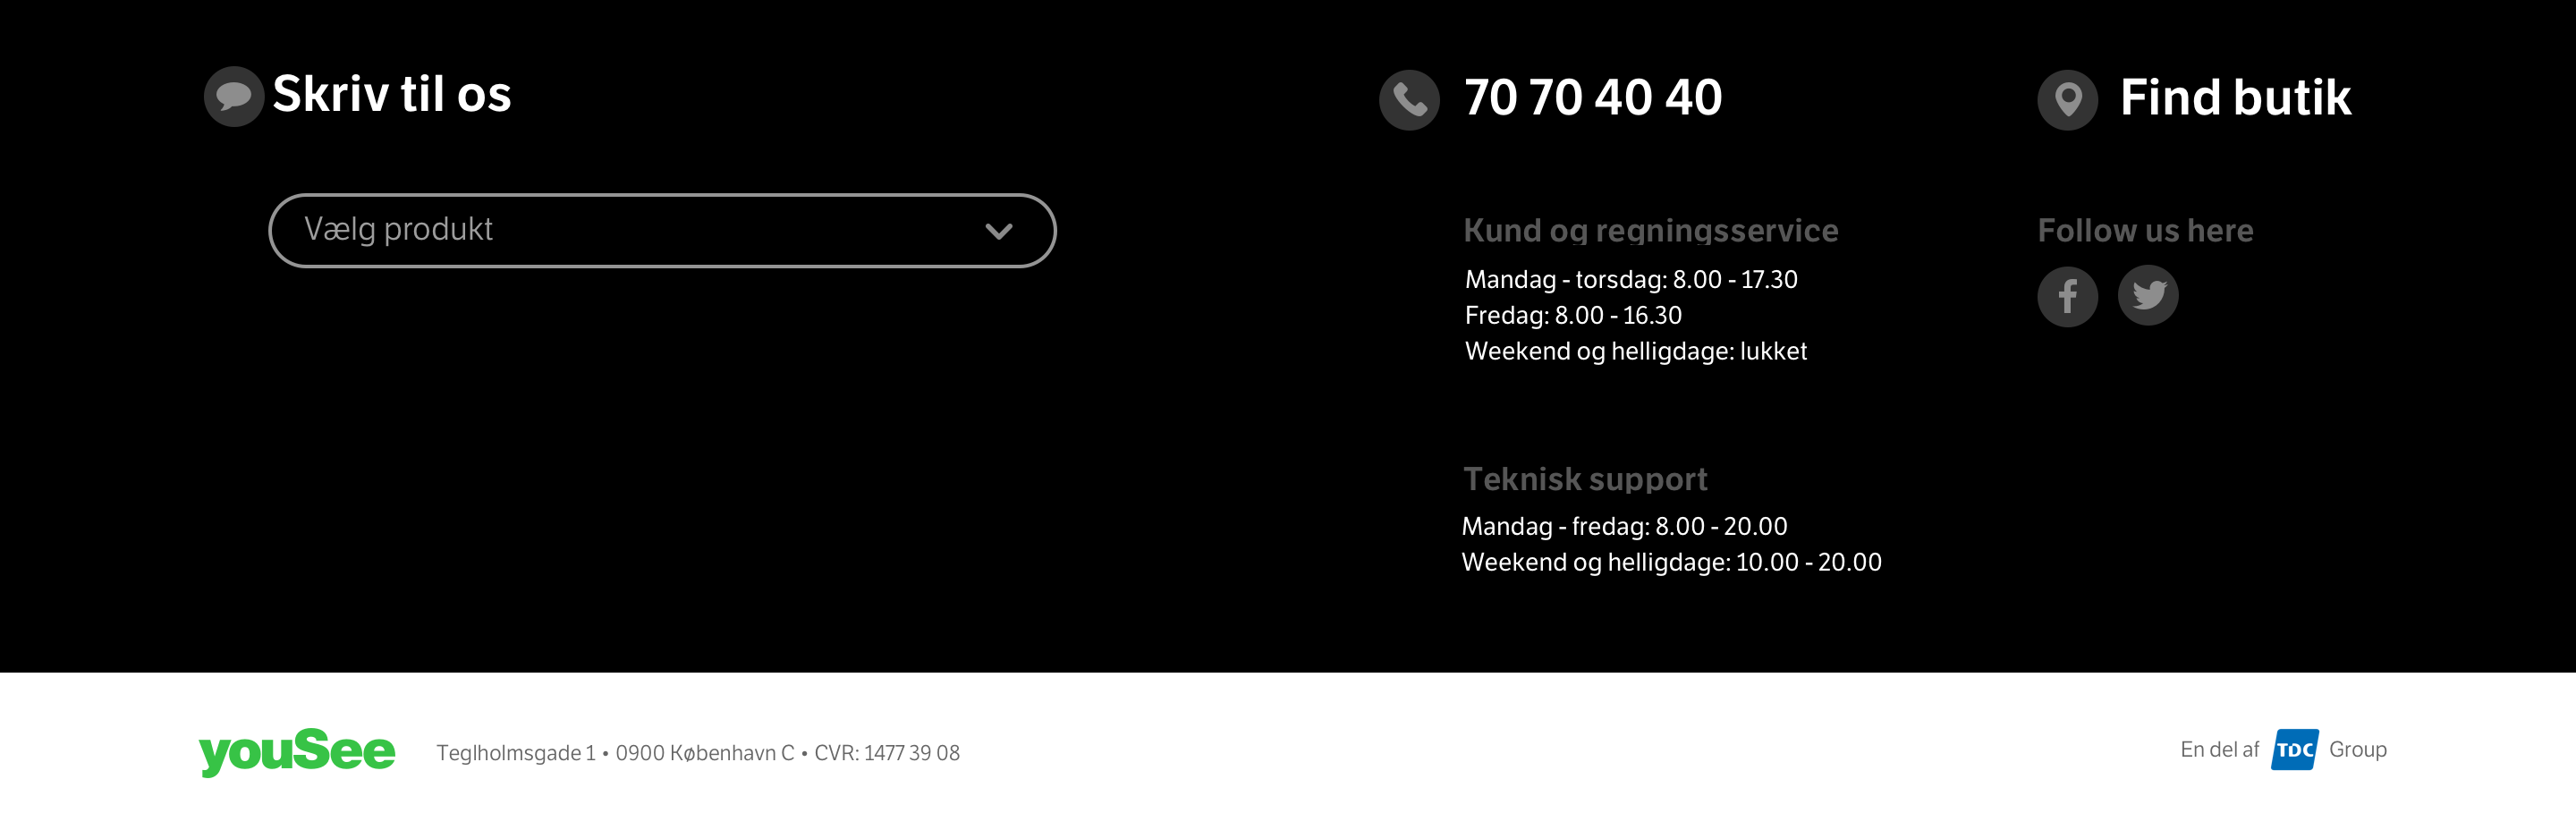 Skriv til os
Vælg produkt
70 70 40 40
Kund og regningsservice
Mandag - torsdag: 8.00 - 17.30
Fredag: 8.00 - 16.30
Weekend og helligdage: lukket
Teknisk support
Mandag - fredag: 8.00 - 20.00
Weekend og helligdage: 10.00 - 20.00
Find butik
Follow us here
youSee
Teglholmsgade 1 • 0900 København C • CVR: 1477 39 08
En del af TDC Group